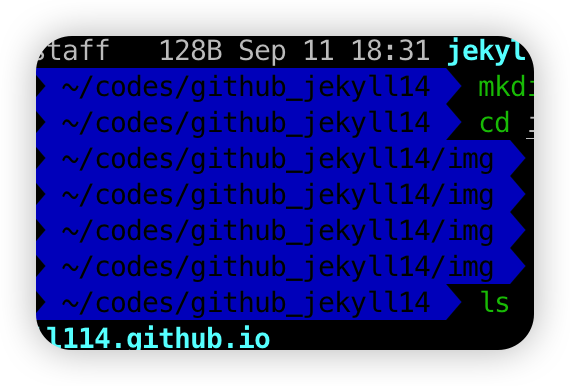 staff 128B Sep 11 18:31 jekyl
~/codes/github_jekyll14 mkdi
~/codes/github_jekyll14 cd i
~/codes/github_jekyll14/img
~/codes/github_jekyll14/img
~/codes/github_jekyll14/img
~/codes/github_jekyll14/img
~/codes/github_jekyll14 ls
l114.github.io